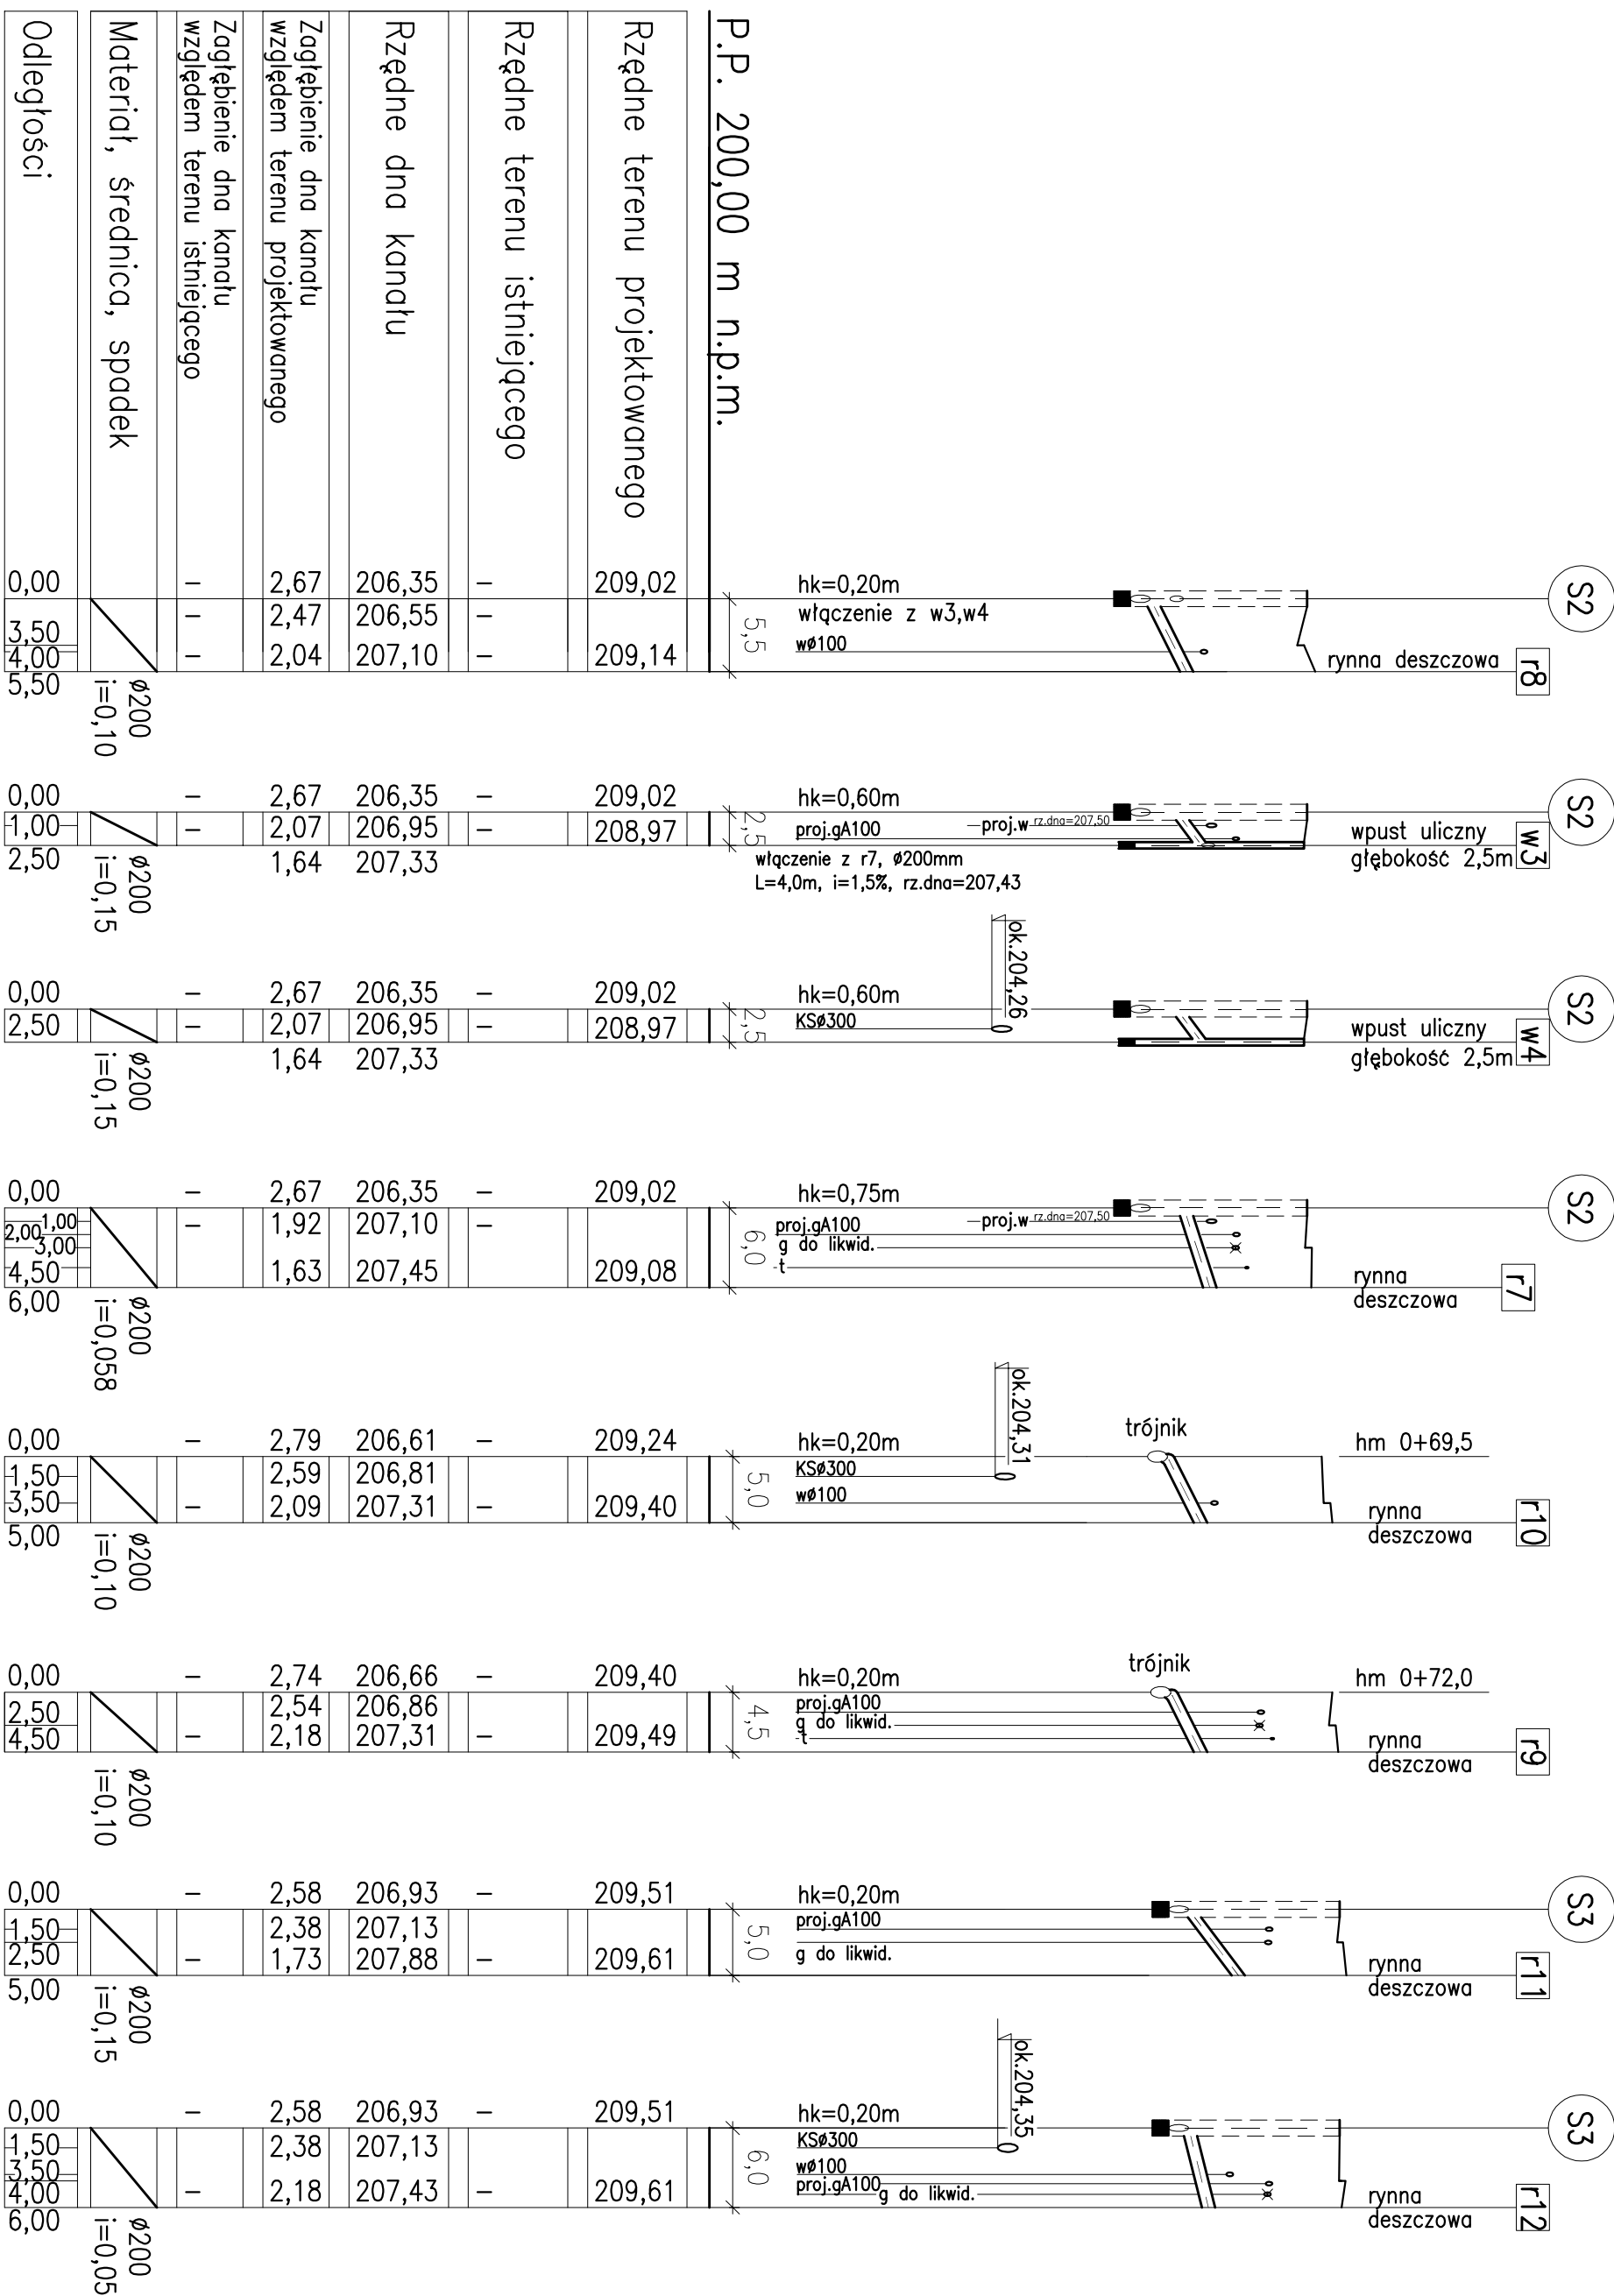 P.P. 200,00 m n.p.m.
Rzędne terenu projektowanego
Rzędne terenu istniejącego
Rzędne dna kanału
Zagłębienie dna kanału
względem terenu projektowanego
Zagłębienie dna kanału
względem terenu istniejącego
Materiał, średnica, spadek
Odległości
S2
r8
rynna deszczowa
hk=0,20m
włączenie z w3,w4
wø100
5,5
0,00 – 2,67 206,35 – 209,02
– 2,47 206,55 –
3,50
4,00 – 2,04 207,10 – 209,14
5,50
ø200
i=0,10
S2
w3
wpust uliczny
głębokość 2,5m
hk=0,60m
proj.gA100
proj.w rz.dna=207,50
włączenie z r7, ø200mm
L=4,0m, i=1,5%, rz.dna=207,43
2,5
0,00 – 2,67 206,35 – 209,02
1,00 – 2,07 206,95 – 208,97
2,50 1,64 207,33
ø200
i=0,15
S2
w4
wpust uliczny
głębokość 2,5m
ok.204,26
hk=0,60m
KSø300
2,5
0,00 – 2,67 206,35 – 209,02
2,50 – 2,07 206,95 – 208,97
1,64 207,33
ø200
i=0,15
S2
r7
rynna
deszczowa
hk=0,75m
proj.w rz.dna=207,50
proj.gA100
g do likwid.
t
6,0
0,00 – 2,67 206,35 – 209,02
1,00 – 1,92 207,10 –
2,00
3,00
4,50 1,63 207,45 209,08
6,00
ø200
i=0,058
r10
hm 0+69,5
rynna
deszczowa
trójnik
ok.204,31
hk=0,20m
KSø300
wø100
5,0
0,00 – 2,79 206,61 – 209,24
1,50 2,59 206,81
3,50 – 2,09 207,31 – 209,40
5,00
ø200
i=0,10
r9
hm 0+72,0
rynna
deszczowa
trójnik
hk=0,20m
proj.gA100
g do likwid.
t
4,5
0,00 – 2,74 206,66 – 209,40
2,50 2,54 206,86
4,50 – 2,18 207,31 – 209,49
ø200
i=0,10
S3
r11
rynna
deszczowa
hk=0,20m
proj.gA100
g do likwid.
5,0
0,00 – 2,58 206,93 – 209,51
1,50 2,38 207,13
2,50 – 1,73 207,88 – 209,61
5,00
ø200
i=0,15
S3
r12
rynna
deszczowa
ok.204,35
hk=0,20m
KSø300
wø100
proj.gA100
g do likwid.
6,0
0,00 – 2,58 206,93 – 209,51
1,50 2,38 207,13
3,50
4,00 – 2,18 207,43 – 209,61
6,00
ø200
i=0,05